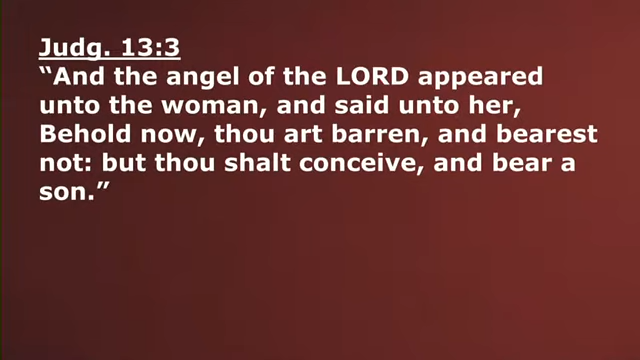 Judg. 13:3
“And the angel of the LORD appeared
unto the woman, and said unto her,
Behold now, thou art barren, and bearest
not: but thou shalt conceive, and bear a
son.”